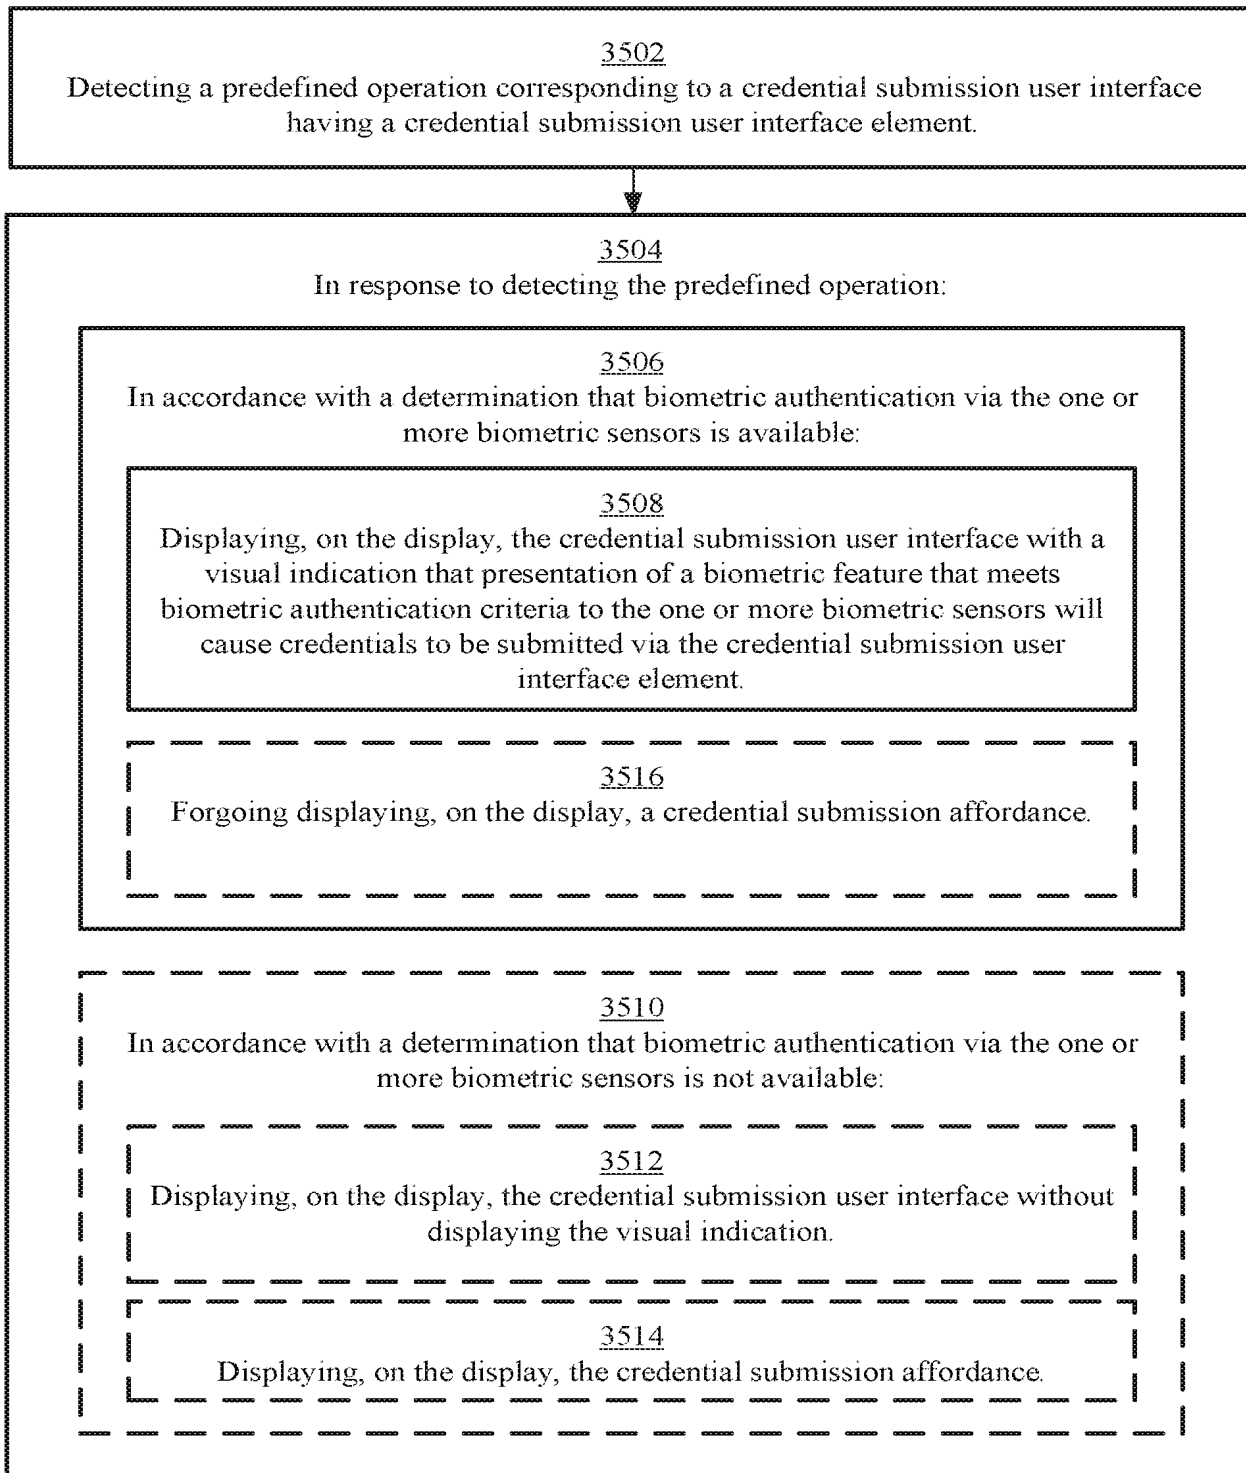 3502
Detecting a predefined operation corresponding to a credential submission user interface
having a credential submission user interface element.
3504
In response to detecting the predefined operation:
3506
In accordance with a determination that biometric authentication via the one or
more biometric sensors is available:
3508
Displaying, on the display, the credential submission user interface with a
visual indication that presentation of a biometric feature that meets
biometric authentication criteria to the one or more biometric sensors will
cause credentials to be submitted via the credential submission user
interface element.
3516
Forgoing displaying, on the display, a credential submission affordance.
3510
In accordance with a determination that biometric authentication via the one or
more biometric sensors is not available:
3512
Displaying, on the display, the credential submission user interface without
displaying the visual indication.
3514
Displaying, on the display, the credential submission affordance.